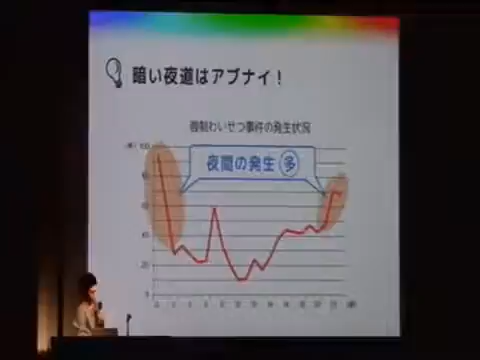 暗い夜道はアブナイ！
強制わいせつ事件の発生状況
夜間の発生 多